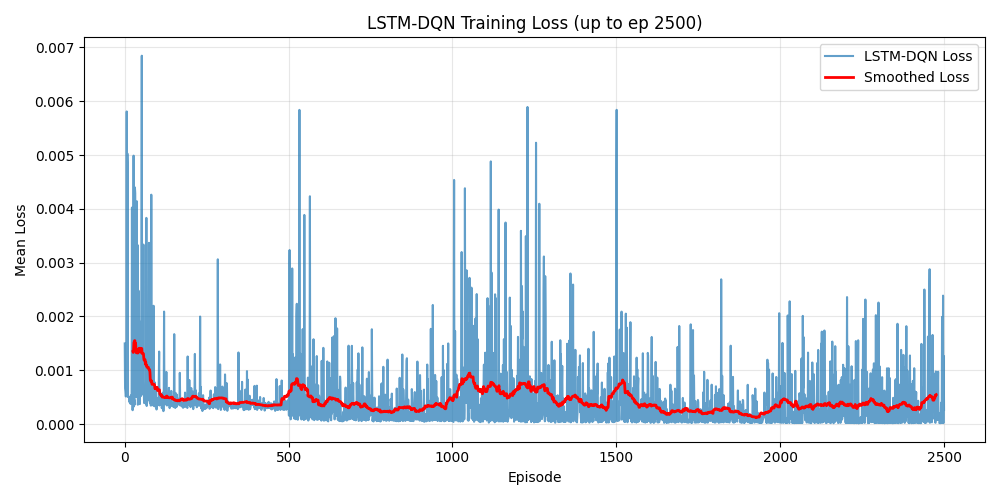 LSTM-DQN Training Loss (up to ep 2500)
LSTM-DQN Loss
Smoothed Loss
Mean Loss
0.007
0.006
0.005
0.004
0.003
0.002
0.001
0.000
0
500
1000
1500
2000
2500
Episode